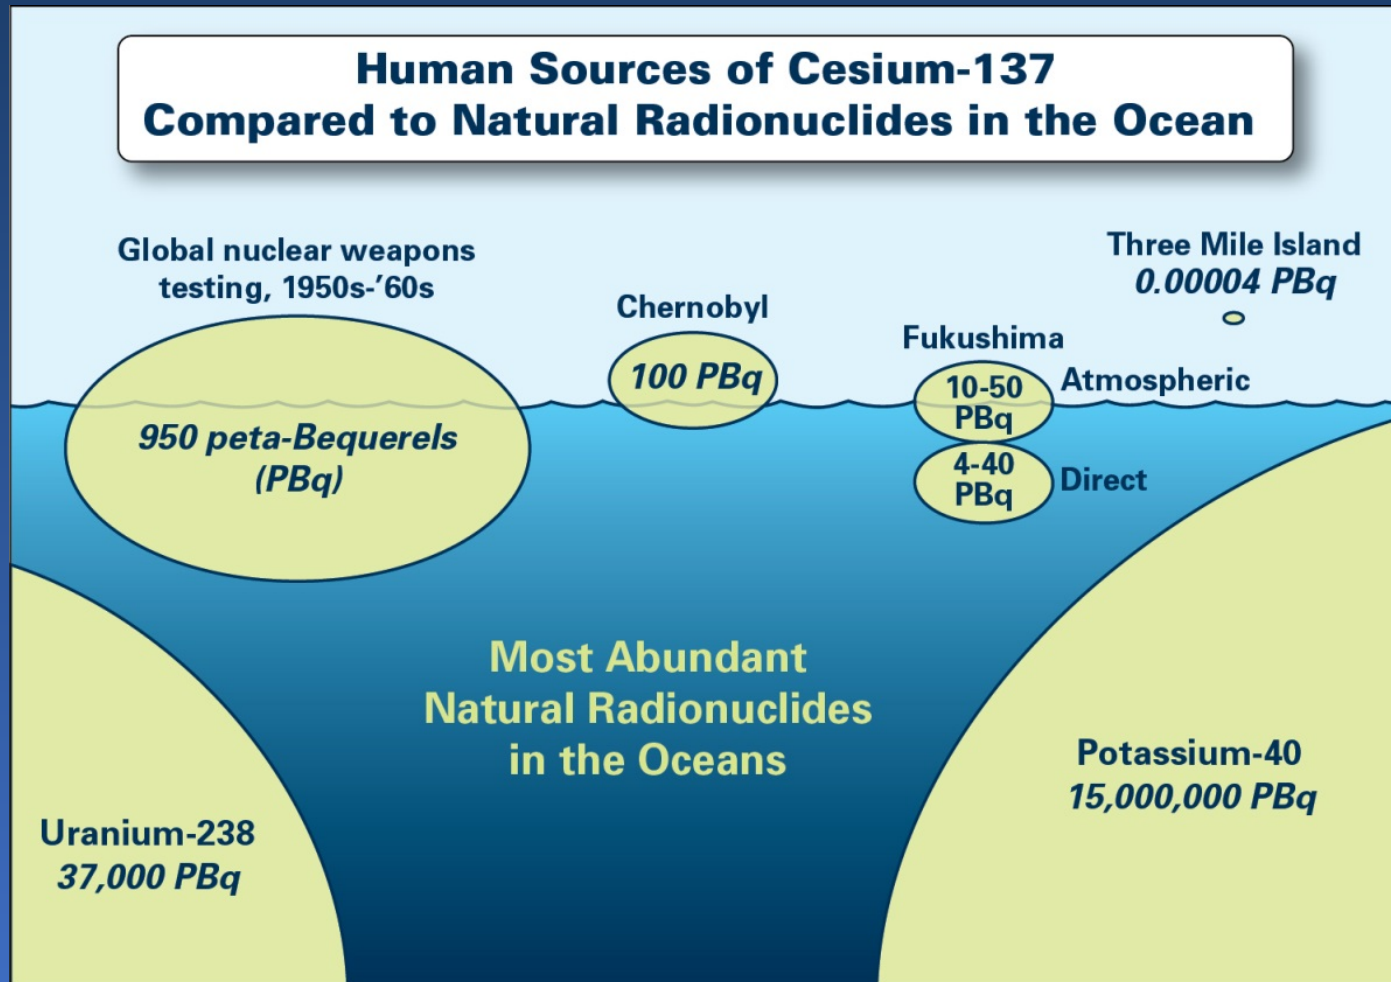 Human Sources of Cesium-137
Compared to Natural Radionuclides in the Ocean
Global nuclear weapons
testing, 1950s-’60s
950 peta-Bequerels
(PBq)
Chernobyl
100 PBq
Fukushima
10-50
PBq
Atmospheric
4-40
PBq
Direct
Three Mile Island
0.00004 PBq
Most Abundant
Natural Radionuclides
in the Oceans
Uranium-238
37,000 PBq
Potassium-40
15,000,000 PBq